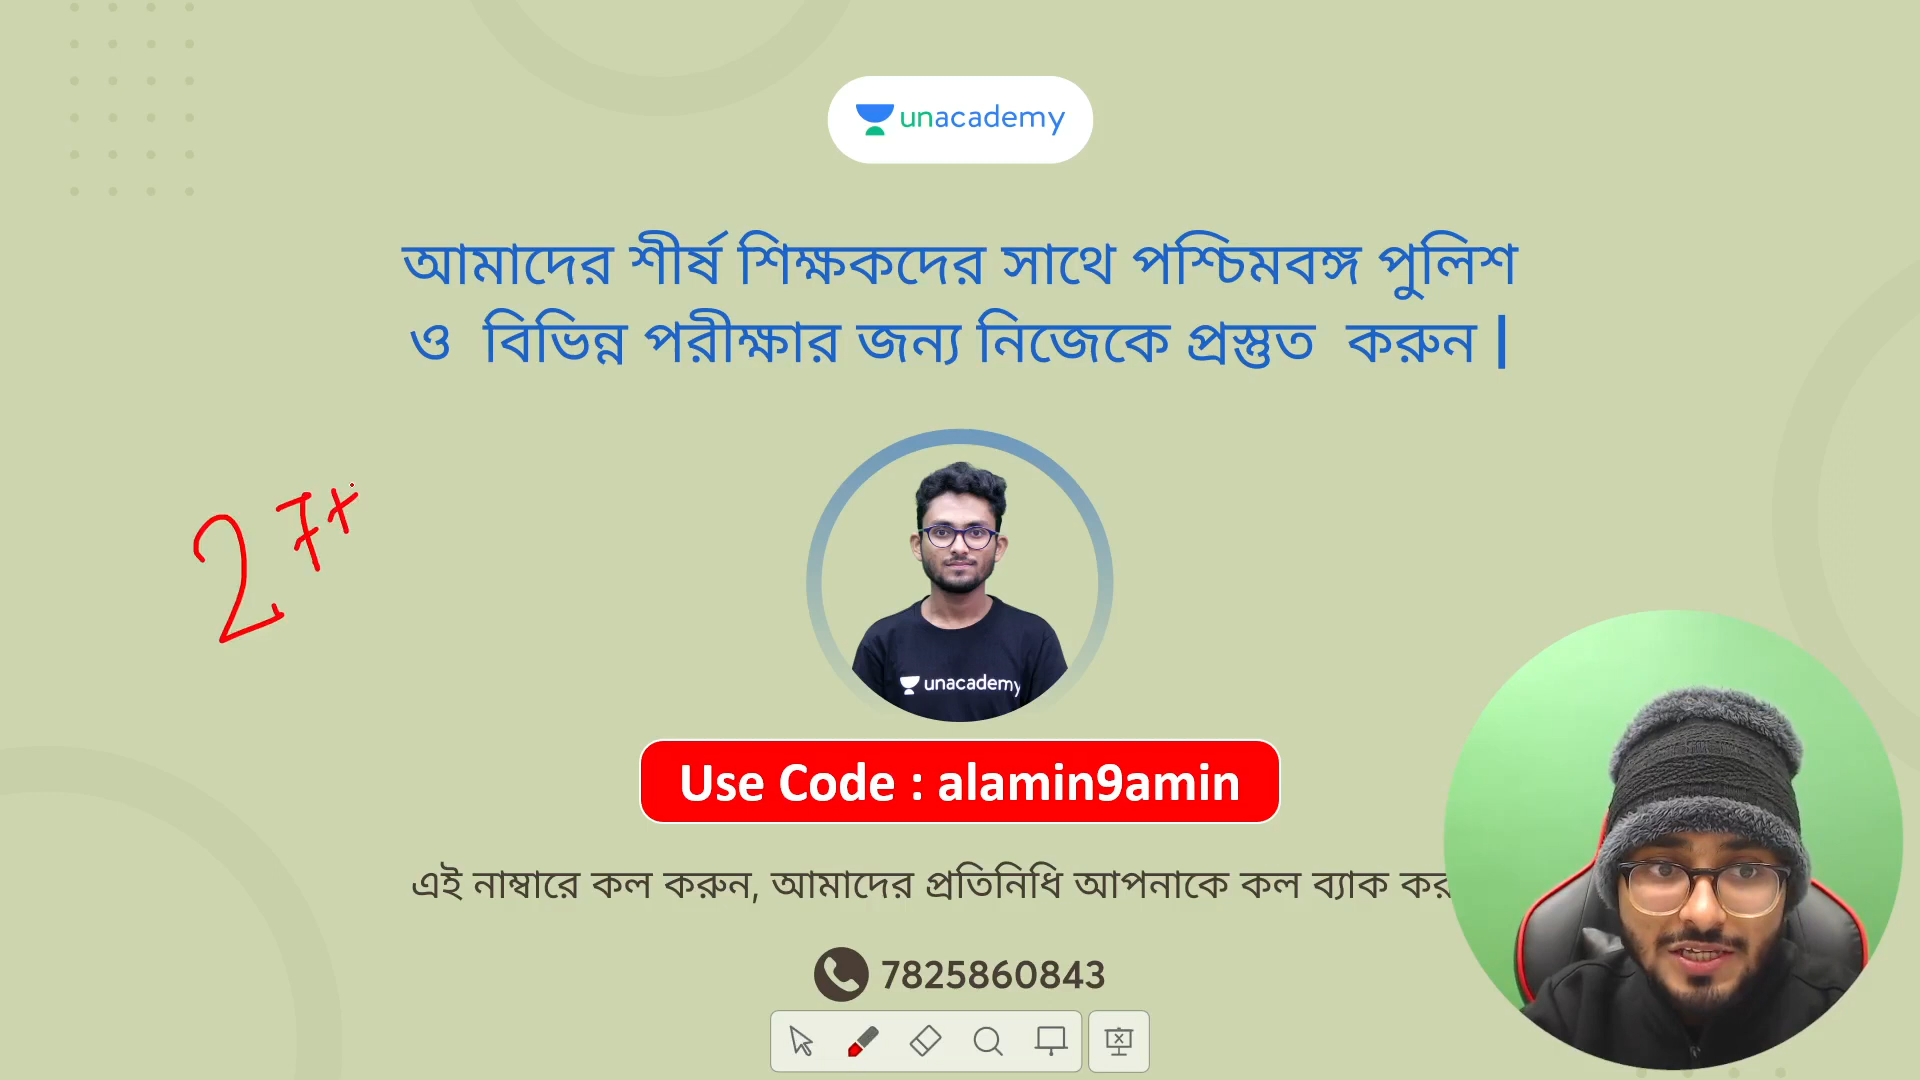 unacademy
আমাদের শীর্ষ শিক্ষকদের সাথে পশ্চিমবঙ্গ পুলিশ
ও বিভিন্ন পরীক্ষার জন্য নিজেকে প্রস্তুত করুন |
27+
unacademy
Use Code : alamin9amin
এই নাম্বারে কল করুন, আমাদের প্রতিনিধি আপনাকে কল ব্যাক
7825860843